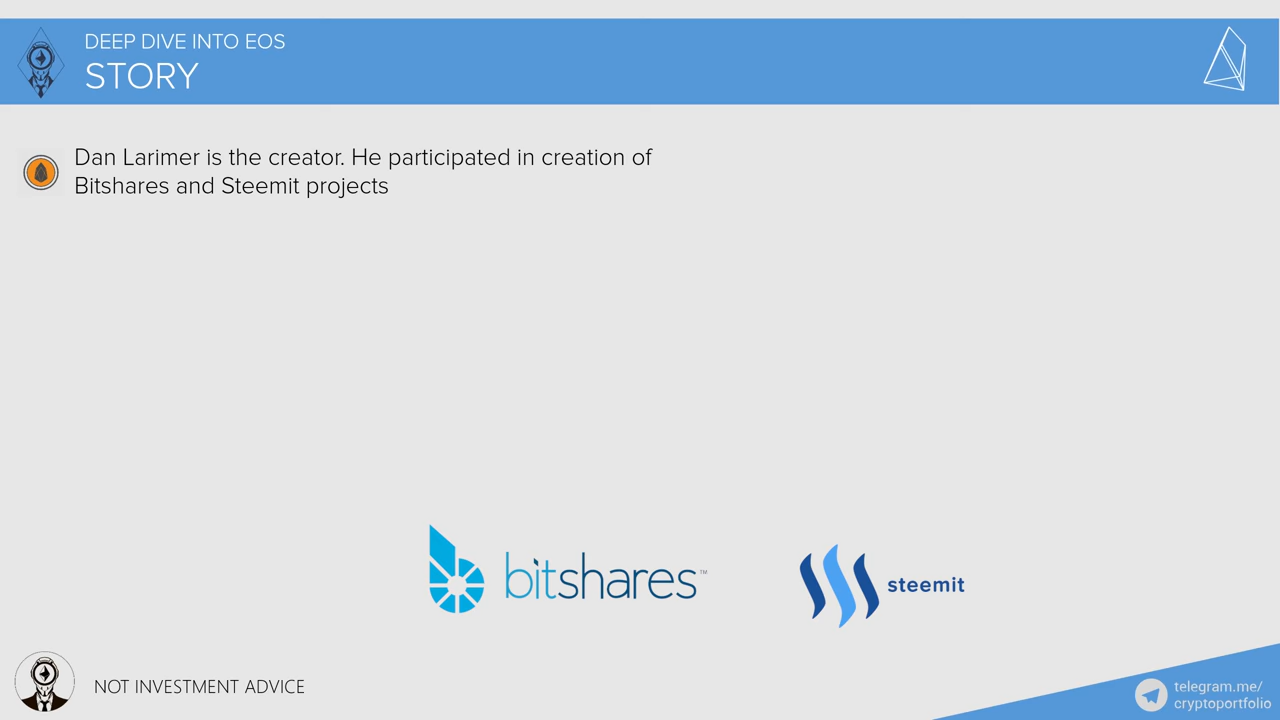 DEEP DIVE INTO EOS
STORY
Dan Larimer is the creator. He participated in creation of
Bitshares and Steemit projects
bitshares™
steemit
NOT INVESTMENT ADVICE
telegram.me/
cryptoportfolio